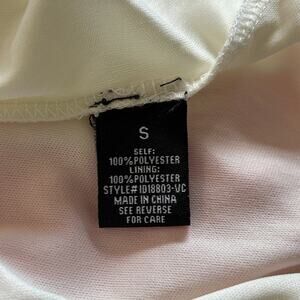 S
SELF:
100%POLYESTER
LINING:
100%POLYESTER
STYLE# ID18803-VC
MADE IN CHINA
SEE REVERSE
FOR CARE